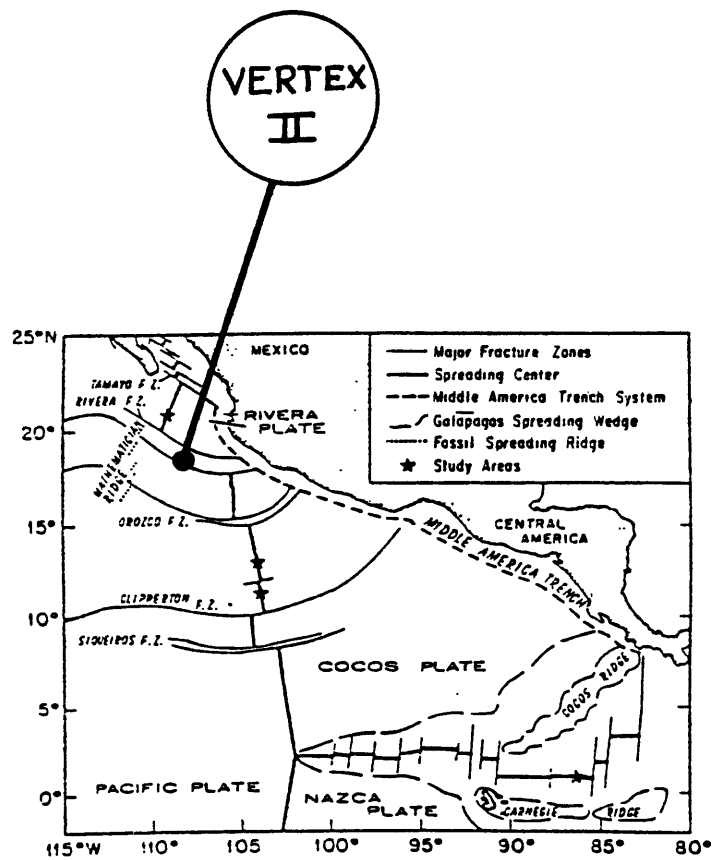 VERTEX
II
25°N
20°
15°
10°
5°
0°
MEXICO
Major Fracture Zones
Spreading Center
Middle America Trench System
Galapagos Spreading Wedge
Fossil Spreading Ridge
Study Areas
TAMAYO F.Z.
RIVERA F.Z.
RIVERA
PLATE
MATHEMATICIAN
RIDGE
OROZCO F.Z.
CENTRAL
AMERICA
MIDDLE AMERICA TRENCH
CLIPPERTON F.Z.
SIQUEIROS F.Z.
COCOS PLATE
COCOS RIDGE
PACIFIC PLATE
NAZCA
PLATE
CARNEGIE RIDGE
115°W 110° 105° 100° 95° 90° 85° 80°